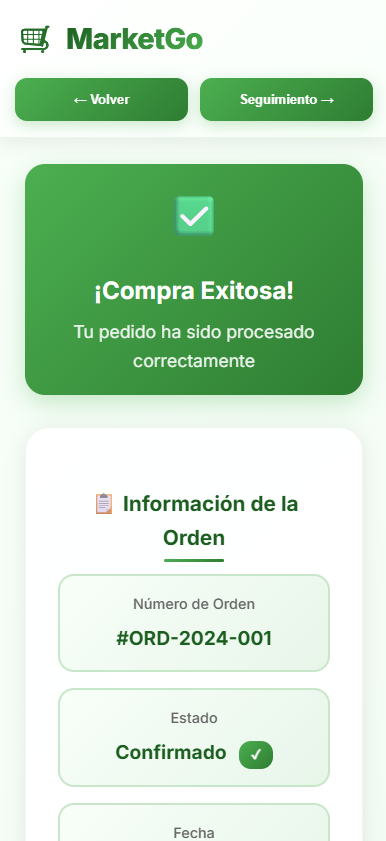 MarketGo
← Volver
Seguimiento →
¡Compra Exitosa!
Tu pedido ha sido procesado
correctamente
Información de la
Orden
Número de Orden
#ORD-2024-001
Estado
Confirmado ✓
Fecha